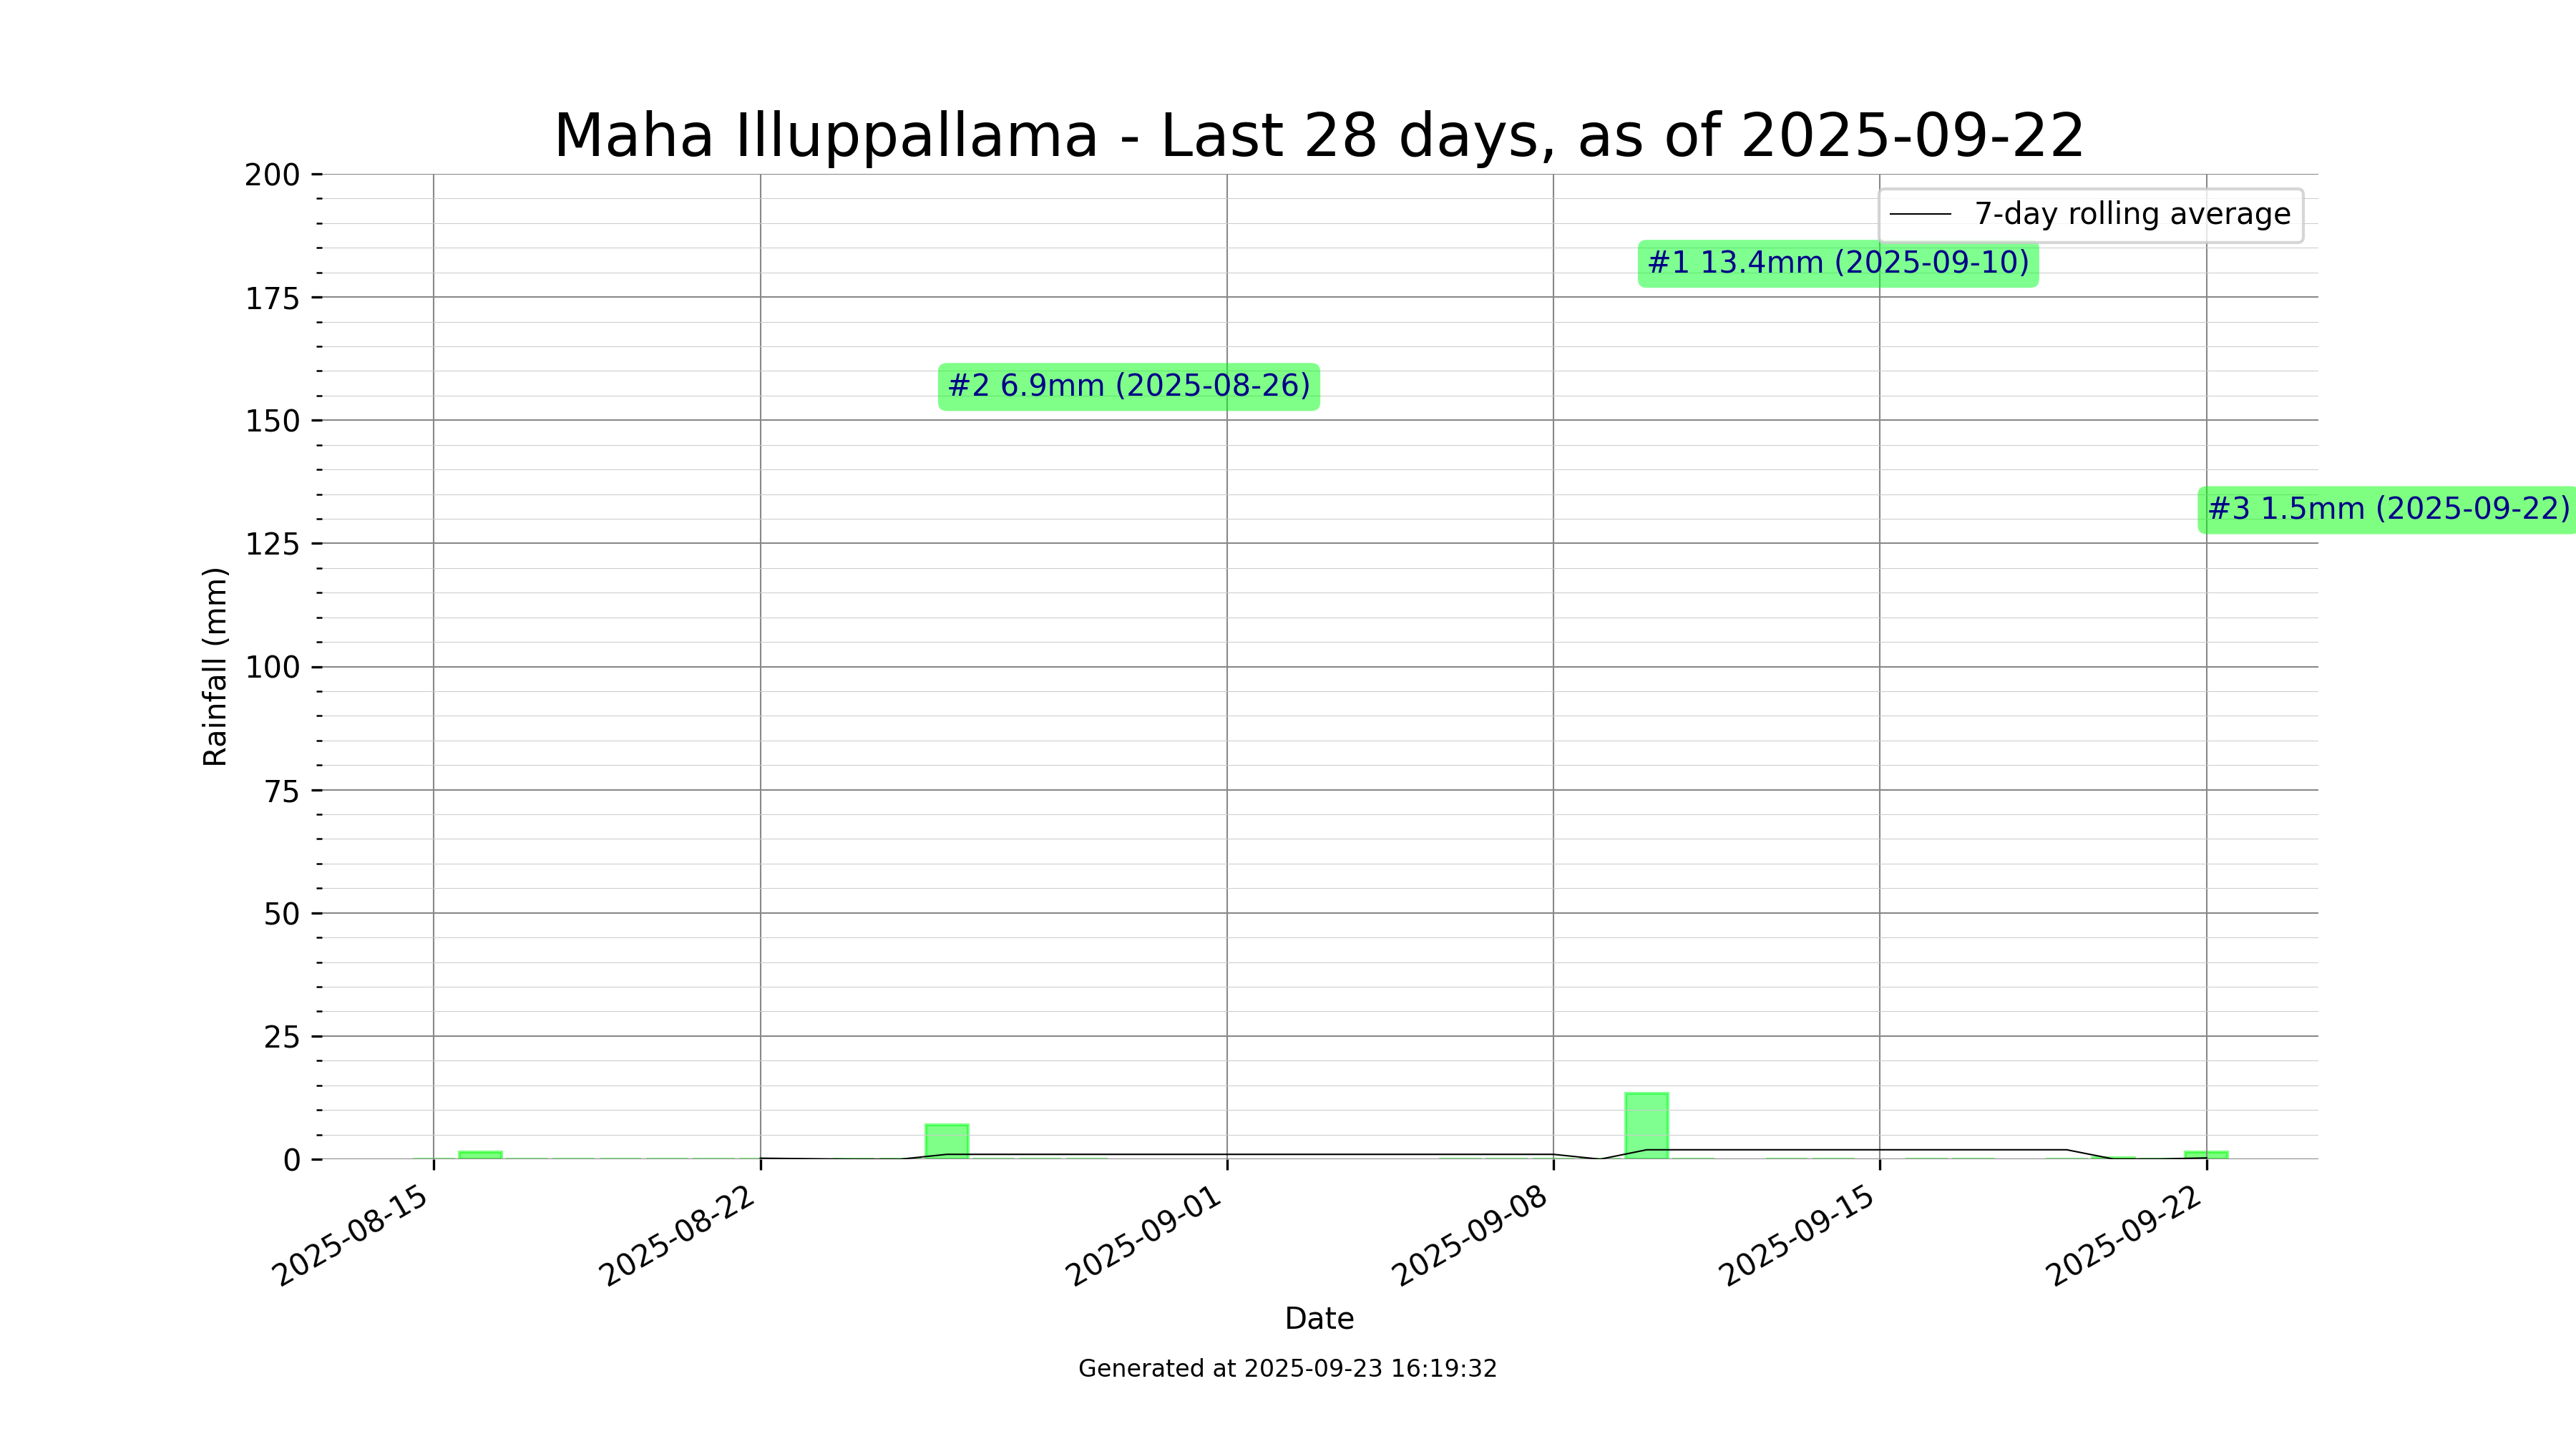 Maha Illuppallama - Last 28 days, as of 2025-09-22
200
175
150
125
100
75
50
25
0
Rainfall (mm)
7-day rolling average
#1 13.4mm (2025-09-10)
#2 6.9mm (2025-08-26)
#3 1.5mm (2025-09-22)
2025-08-15
2025-08-22
2025-09-01
2025-09-08
2025-09-15
2025-09-22
Date
Generated at 2025-09-23 16:19:32